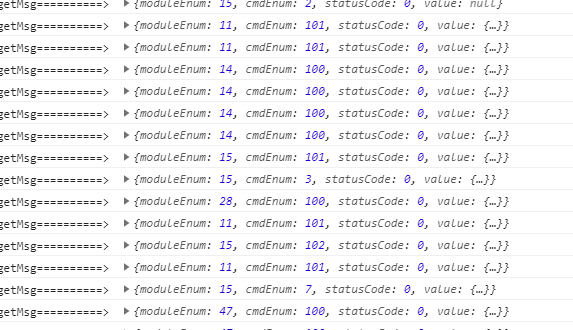 getMsg==========> ▶ {moduleEnum: 15, cmdEnum: 2, statusCode: 0, value: null}
getMsg==========> ▶ {moduleEnum: 11, cmdEnum: 101, statusCode: 0, value: {…}}
getMsg==========> ▶ {moduleEnum: 11, cmdEnum: 101, statusCode: 0, value: {…}}
getMsg==========> ▶ {moduleEnum: 14, cmdEnum: 100, statusCode: 0, value: {…}}
getMsg==========> ▶ {moduleEnum: 14, cmdEnum: 100, statusCode: 0, value: {…}}
getMsg==========> ▶ {moduleEnum: 14, cmdEnum: 100, statusCode: 0, value: {…}}
getMsg==========> ▶ {moduleEnum: 14, cmdEnum: 100, statusCode: 0, value: {…}}
getMsg==========> ▶ {moduleEnum: 15, cmdEnum: 101, statusCode: 0, value: {…}}
getMsg==========> ▶ {moduleEnum: 15, cmdEnum: 3, statusCode: 0, value: {…}}
getMsg==========> ▶ {moduleEnum: 28, cmdEnum: 100, statusCode: 0, value: {…}}
getMsg==========> ▶ {moduleEnum: 11, cmdEnum: 101, statusCode: 0, value: {…}}
getMsg==========> ▶ {moduleEnum: 15, cmdEnum: 102, statusCode: 0, value: {…}}
getMsg==========> ▶ {moduleEnum: 11, cmdEnum: 101, statusCode: 0, value: {…}}
getMsg==========> ▶ {moduleEnum: 15, cmdEnum: 7, statusCode: 0, value: {…}}
getMsg==========> ▶ {moduleEnum: 47, cmdEnum: 100, statusCode: 0, value: {…}}